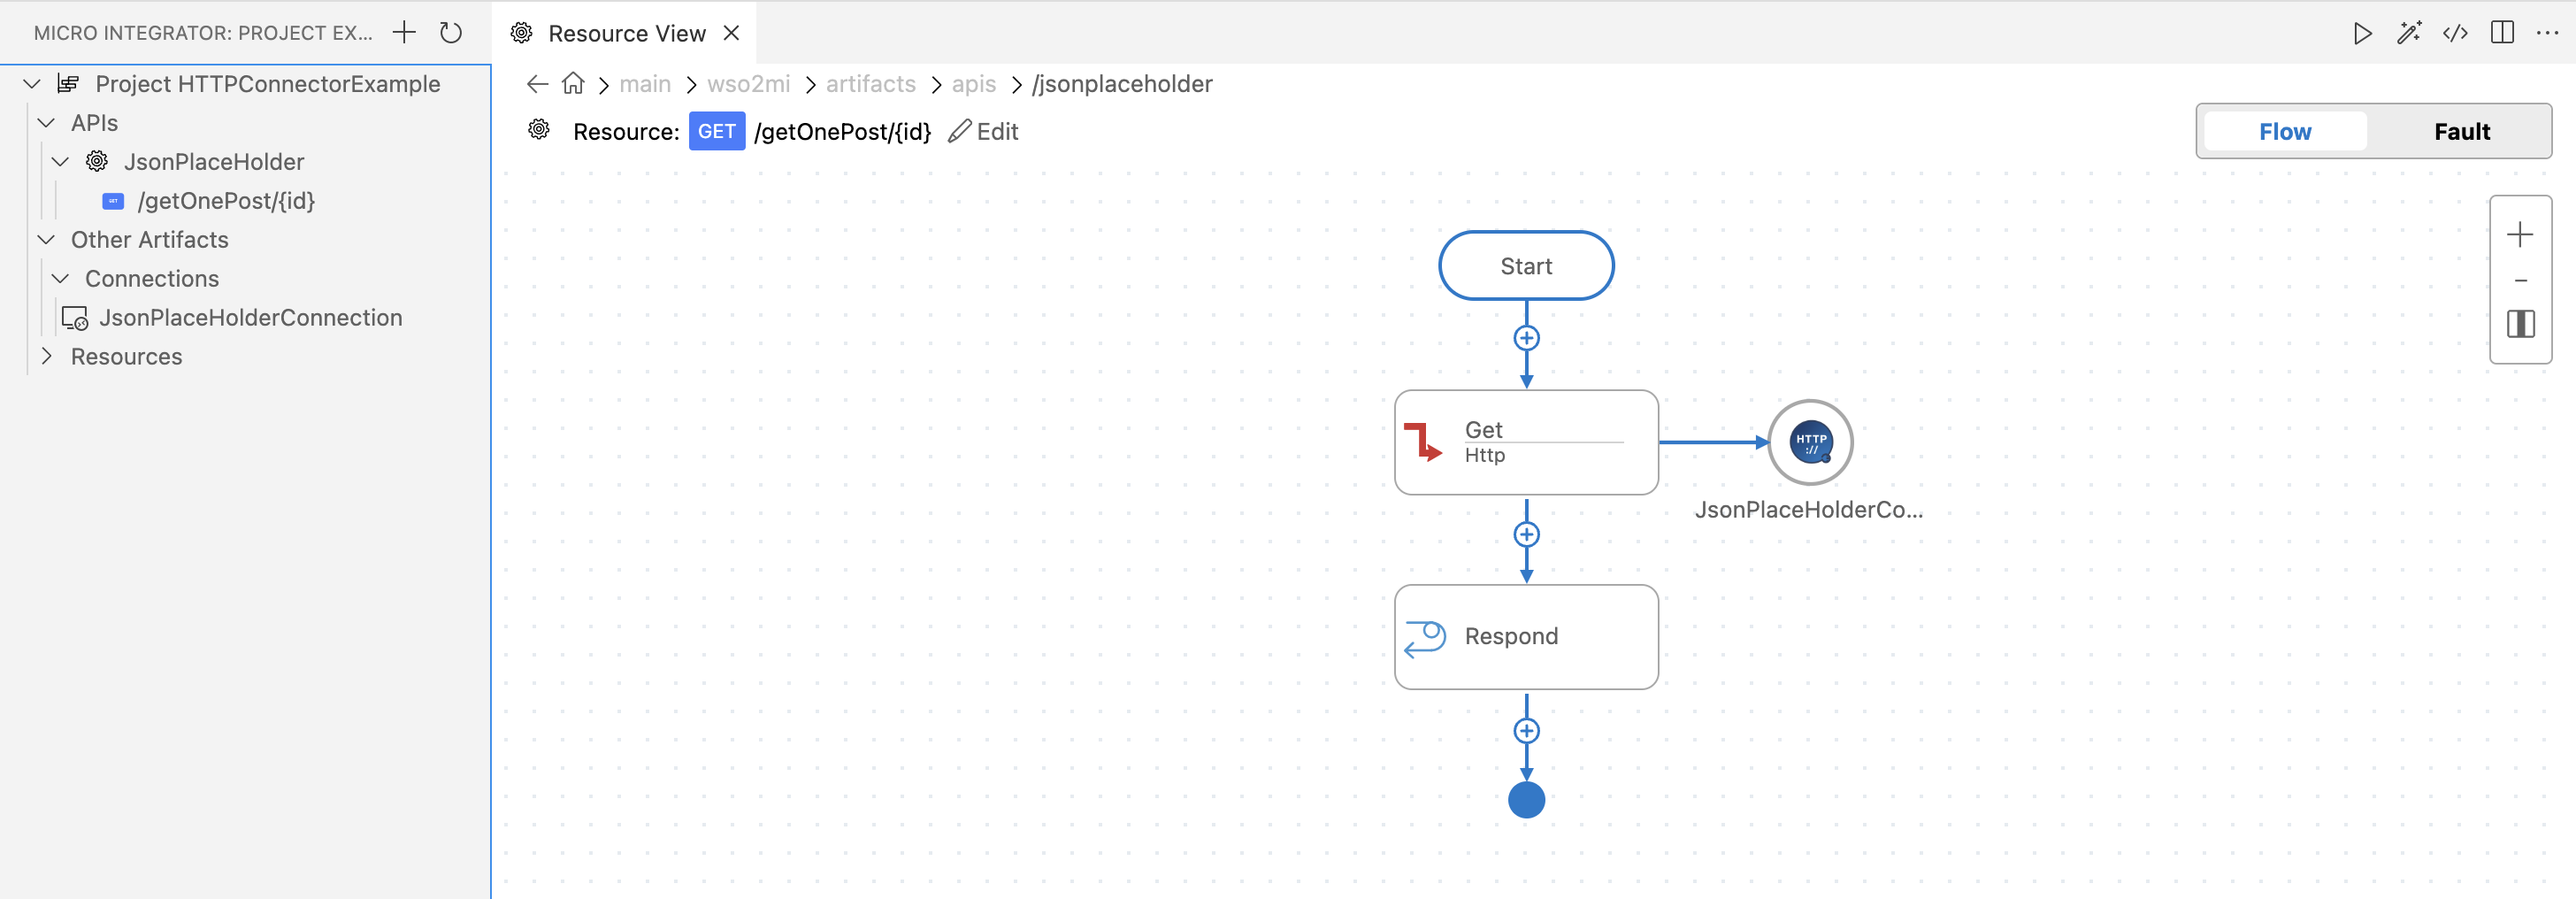 MICRO INTEGRATOR: PROJECT EX...
Project HTTPConnectorExample
APIs
JsonPlaceHolder
GET /getOnePost/{id}
Other Artifacts
Connections
JsonPlaceHolderConnection
Resources
Resource View
main wso2mi artifacts apis /jsonplaceholder
Resource: GET /getOnePost/{id} Edit
Flow Fault
Start
Get
Http
HTTP
://
JsonPlaceHolderCo...
Respond